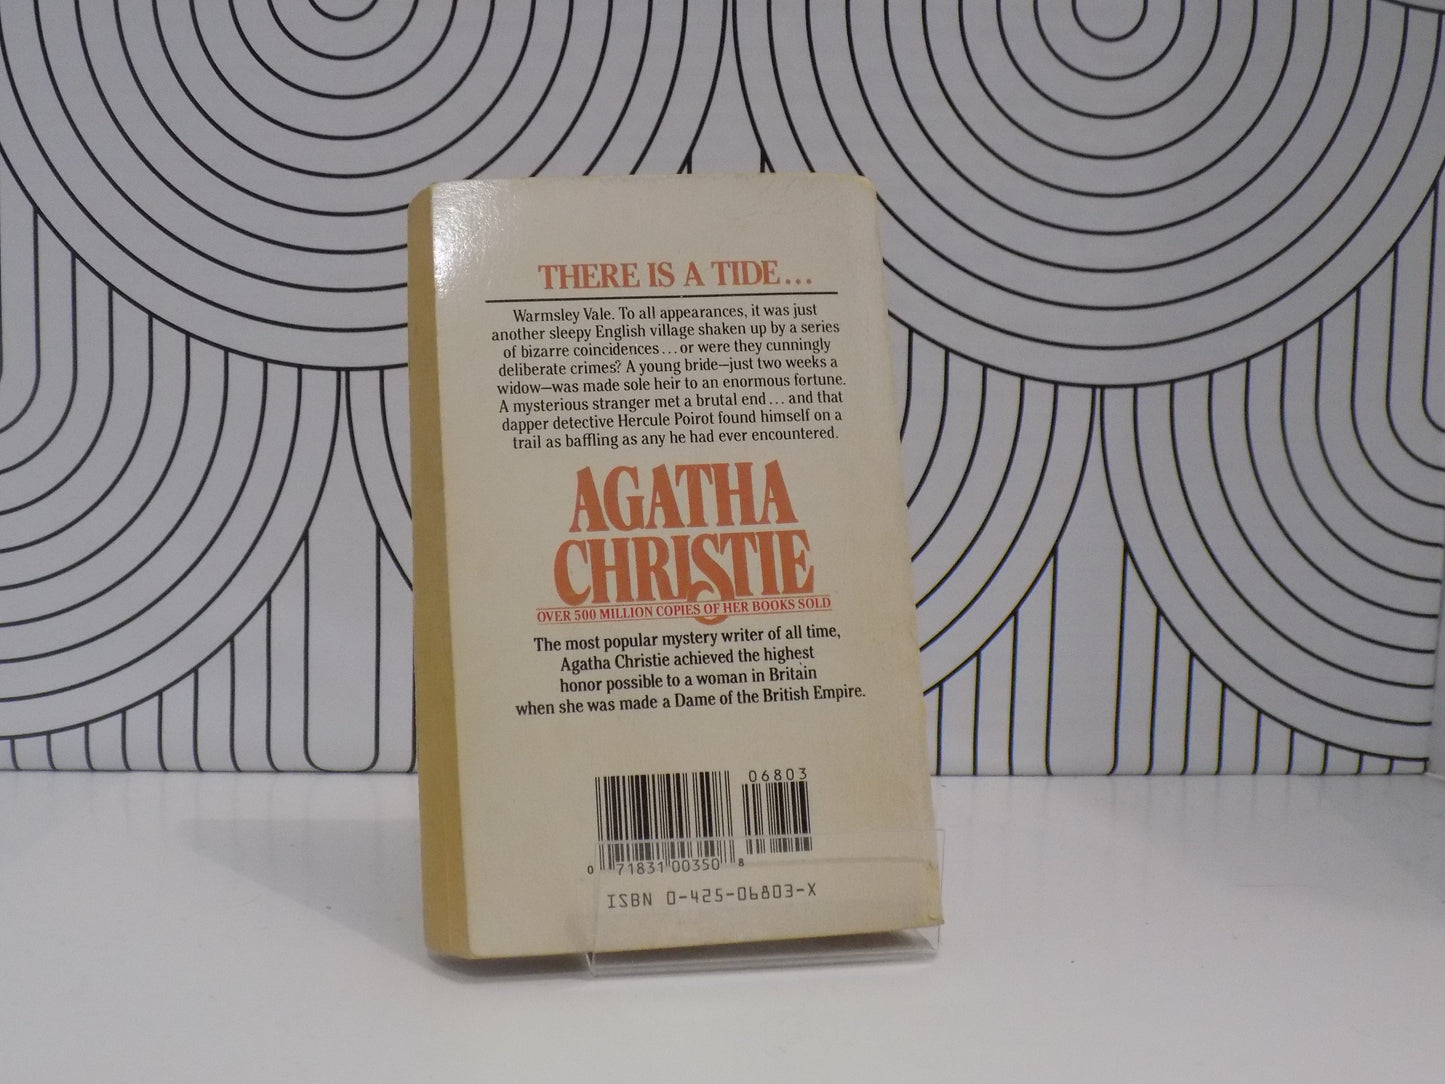 THERE IS A TIDE...
Warmsley Vale. To all appearances, it was just
another sleepy English village shaken up by a series
of bizarre coincidences...or were they cunningly
deliberate crimes? A young bride—just two weeks a
widow—was made sole heir to an enormous fortune.
A mysterious stranger met a brutal end...and that
dapper detective Hercule Poirot found himself on a
trail as baffling as any he had ever encountered.
AGATHA
CHRISTIE
OVER 500 MILLION COPIES OF HER BOOKS SOLD
The most popular mystery writer of all time,
Agatha Christie achieved the highest
honor possible to a woman in Britain
when she was made a Dame of the British Empire.
06803
0 71831 00350 8
ISBN 0-425-06803-X